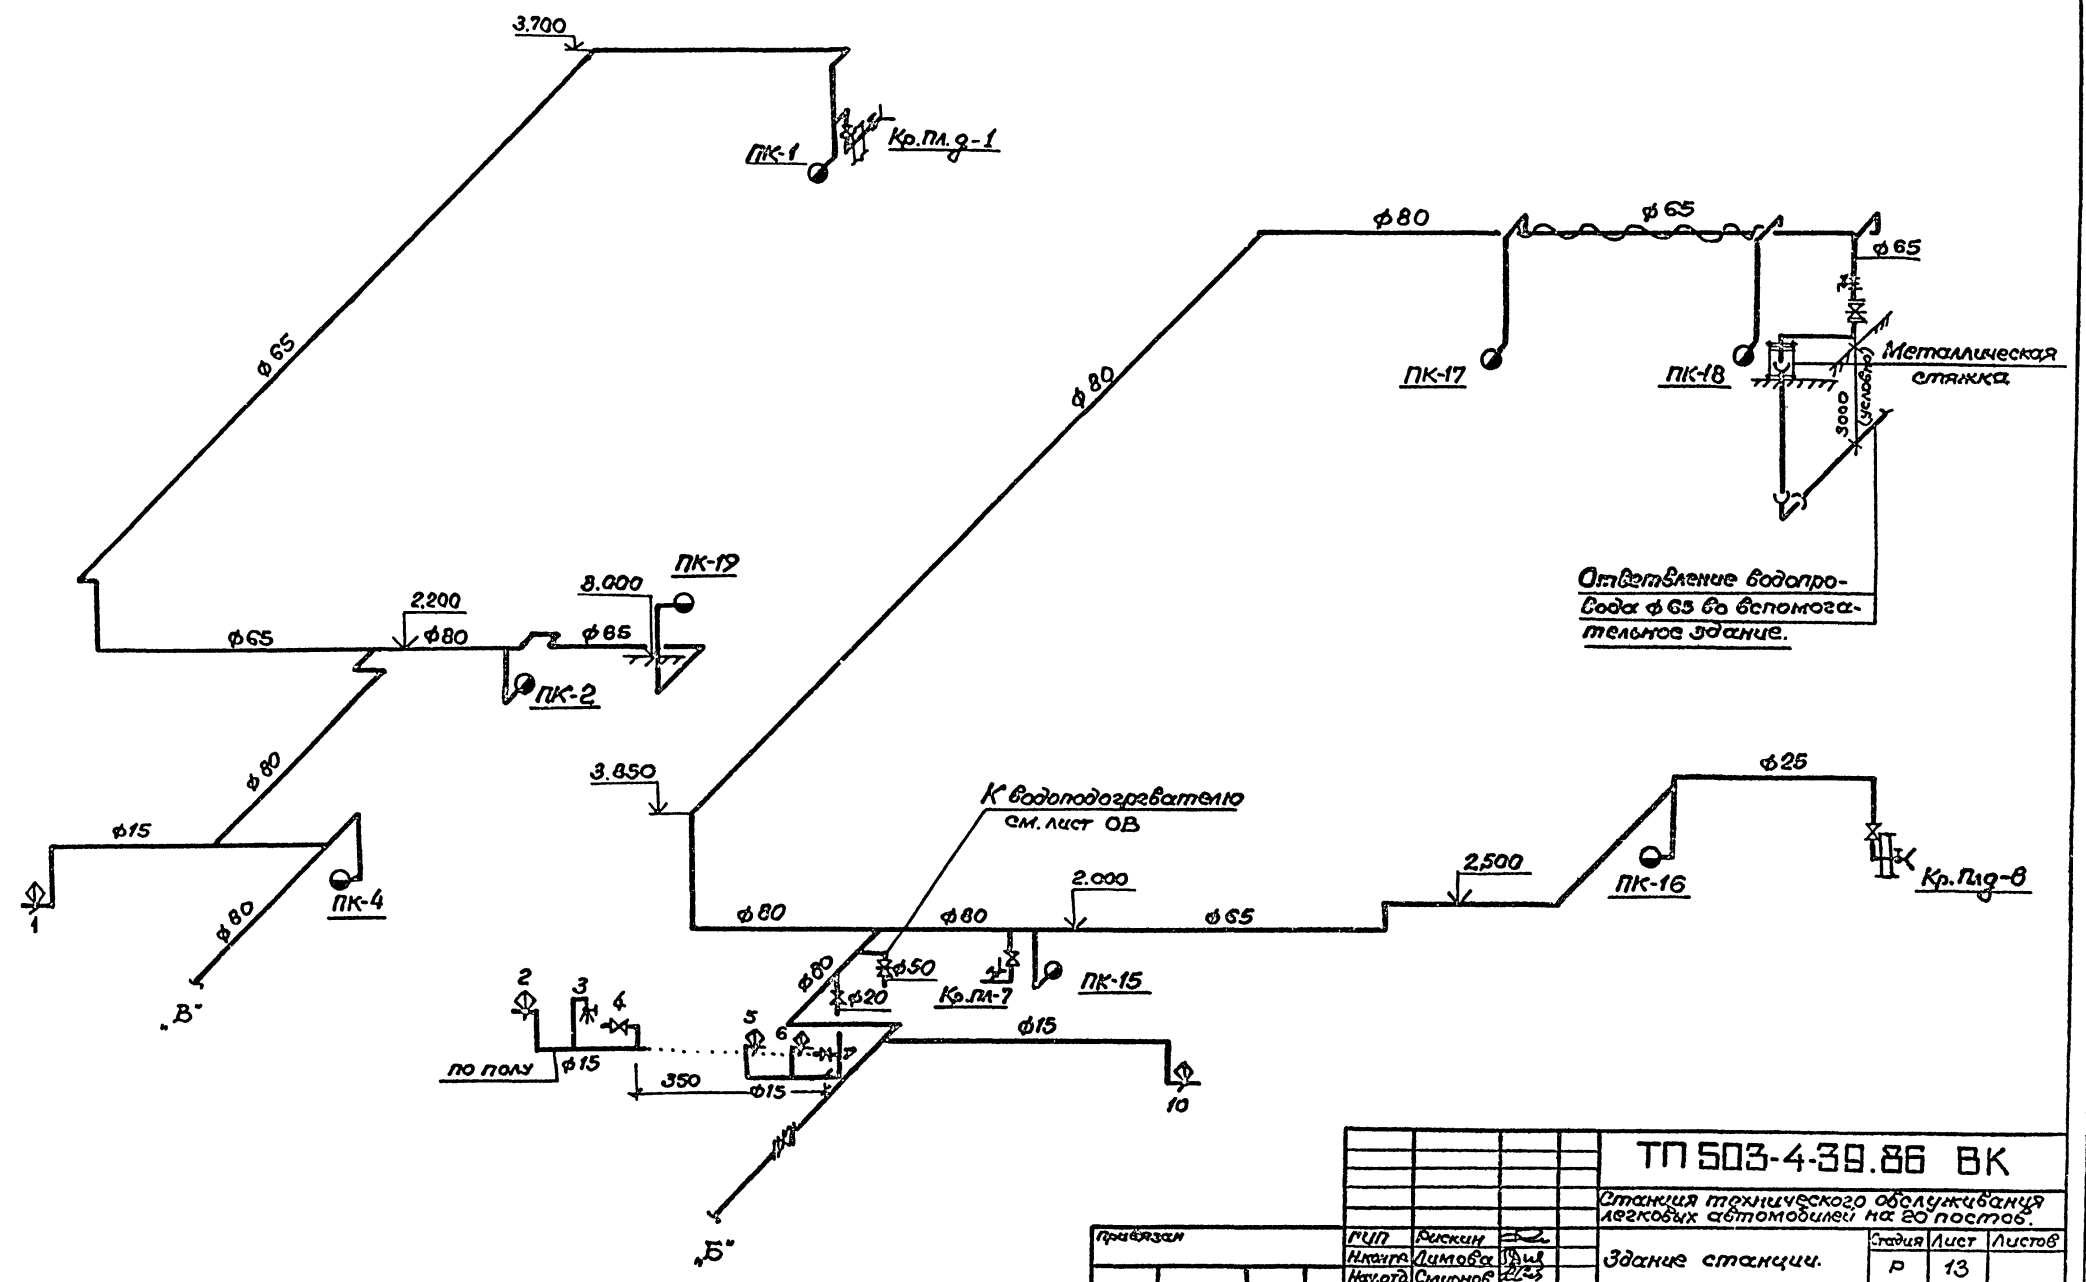 3.700
ПК-1
Кр.пл.д-1
ф65
ф80
ф65
ф65
ПК-17
ПК-18
Металлическая
стяжка
3000
(условно)
ф80
Ответвление водопро-
вода ф65 во вспомога-
тельное здание.
ПК-19
8.000
2.200
ф65
ф80
ф65
ПК-2
ф80
3.850
К водоподогревателю
см. лист ОВ
ф25
ф15
ПК-4
1
ф80
„В“
2.000
2,500
ПК-16
Кр.плд-8
ф80
ф80
ф65
ф80
ф50
ф20
Кр.пл-7
ПК-15
2
3
4
5
6
7
по полу
ф15
350
ф15
ф15
10
„Б“
ТП 503-4-39.86 ВК
Станция технического обслуживания
легковых автомобилей на 20 постов.
Привязан
ГИП Рискин
Н.контр Лимова
Нач.отд Смирнов
Здание станции.
Стадия Лист Листов
Р 13